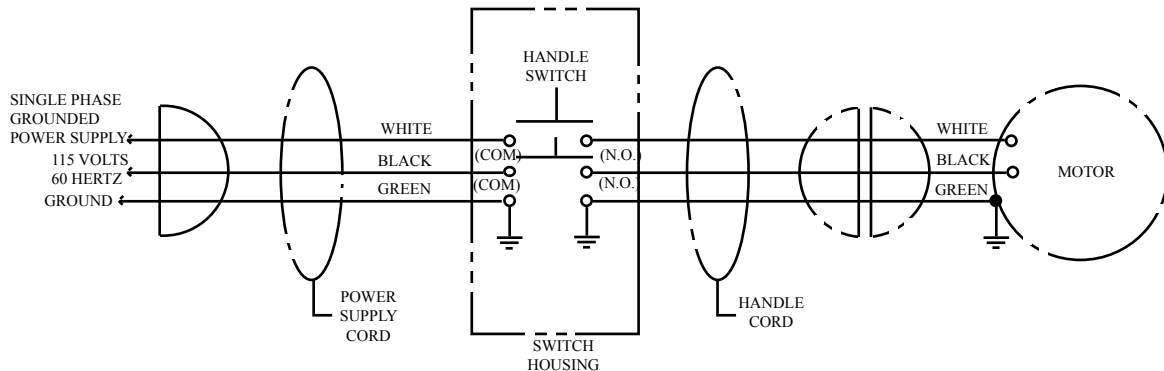 HANDLE
SWITCH
SINGLE PHASE
GROUNDED
POWER SUPPLY
115 VOLTS
60 HERTZ
GROUND
WHITE
BLACK
GREEN
(COM)
(COM)
(N.O.)
(N.O.)
WHITE
BLACK
GREEN
MOTOR
POWER
SUPPLY
CORD
SWITCH
HOUSING
HANDLE
CORD